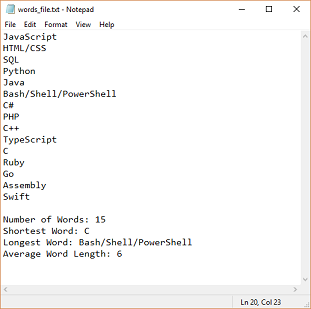 words_file.txt - Notepad
File Edit Format View Help
JavaScript
HTML/CSS
SQL
Python
Java
Bash/Shell/PowerShell
C#
PHP
C++
TypeScript
C
Ruby
Go
Assembly
Swift
Number of Words: 15
Shortest Word: C
Longest Word: Bash/Shell/PowerShell
Average Word Length: 6
Ln 20, Col 23